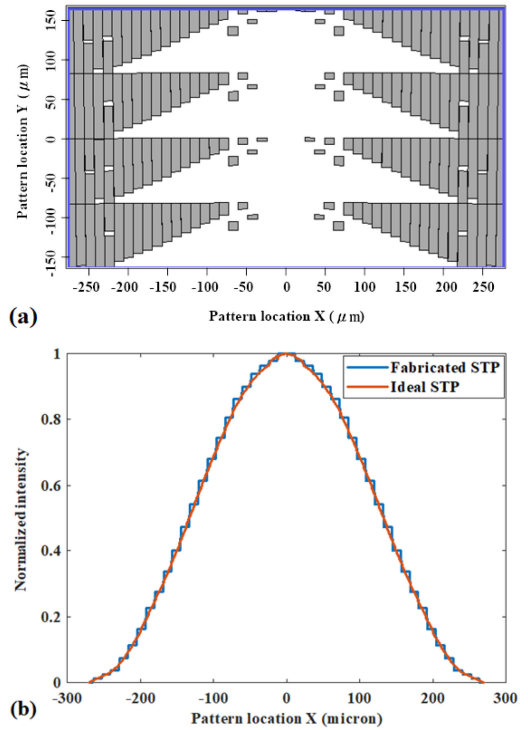 150
100
50
0
-50
-100
-150
Pattern location Y ( μm)
-250 -200 -150 -100 -50 0 50 100 150 200 250
Pattern location X ( μm)
(a)
1
0.8
0.6
0.4
0.2
0
Normalized intensity
Fabricated STP
Ideal STP
-300 -200 -100 0 100 200 300
Pattern location X (micron)
(b)